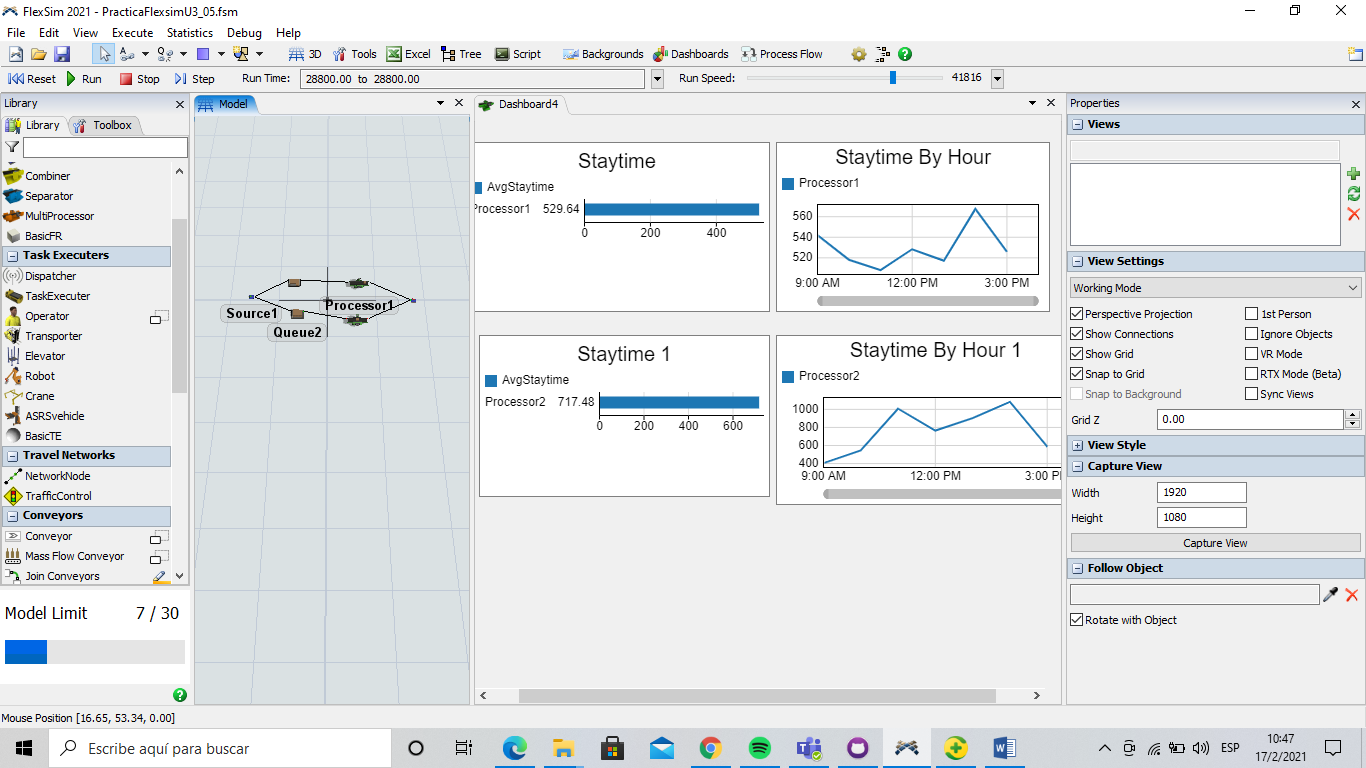 FlexSim 2021 - PracticaFlexsimU3_05.fsm
File Edit View Execute Statistics Debug Help
3D Tools Excel Tree Script Backgrounds Dashboards Process Flow
Reset Run Stop Step Run Time: 28800.00 to 28800.00 Run Speed: 41816
Library
Library Toolbox
Combiner
Separator
MultiProcessor
BasicFR
Task Executers
Dispatcher
TaskExecuter
Operator
Transporter
Elevator
Robot
Crane
ASRSvehicle
BasicTE
Travel Networks
NetworkNode
TrafficControl
Conveyors
Conveyor
Mass Flow Conveyor
Join Conveyors
Model Limit 7 / 30
Mouse Position [16.65, 53.34, 0.00]
Model
Source1
Processor1
Queue2
Dashboard4
Staytime
AvgStaytime
Processor1 529.64
0 200 400
Staytime By Hour
Processor1
560
540
520
9:00 AM 12:00 PM 3:00 PM
Staytime 1
AvgStaytime
Processor2 717.48
0 200 400 600
Staytime By Hour 1
Processor2
1000
800
600
400
9:00 AM 12:00 PM 3:00 P
Properties
Views
View Settings
Working Mode
Perspective Projection 1st Person
Show Connections Ignore Objects
Show Grid VR Mode
Snap to Grid RTX Mode (Beta)
Snap to Background Sync Views
Grid Z 0.00
View Style
Capture View
Width 1920
Height 1080
Capture View
Follow Object
Rotate with Object
Escribe aquí para buscar
ESP
10:47
17/2/2021